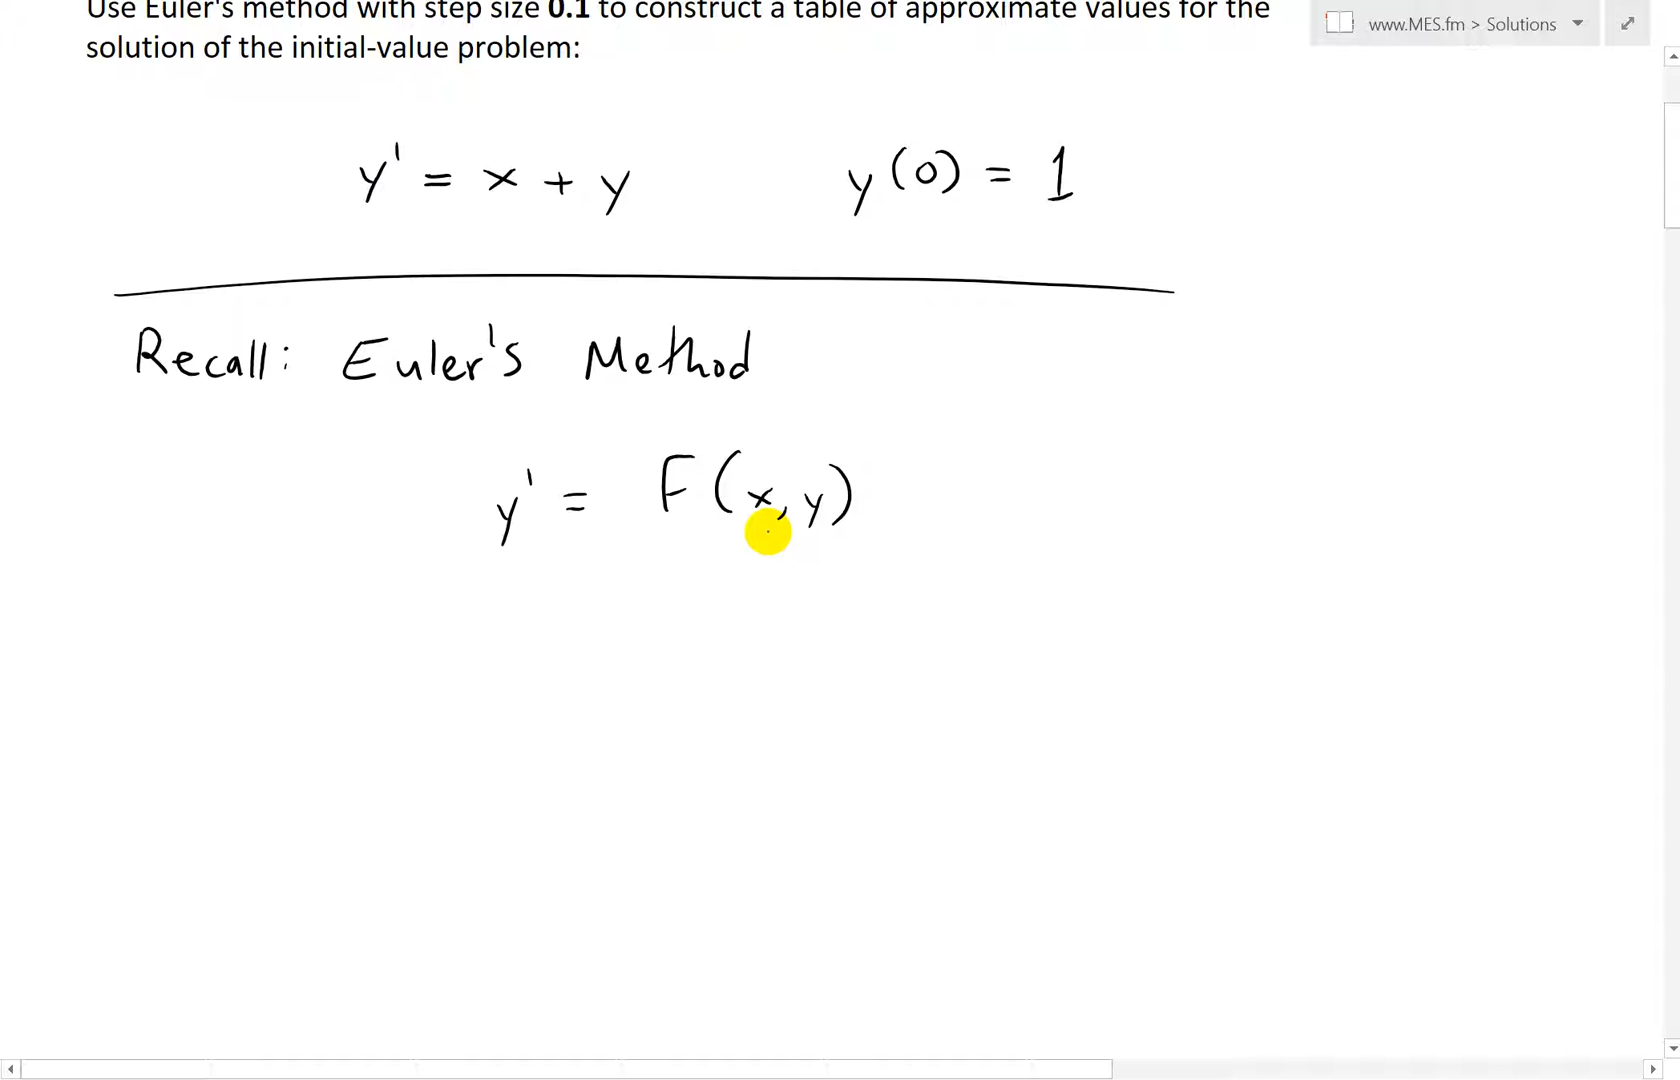 Use Euler's method with step size 0.1 to construct a table of approximate values for the
solution of the initial-value problem:
www.MES.fm > Solutions
y' = x + y y(0) = 1
Recall: Euler's Method
y' = F(x,y)